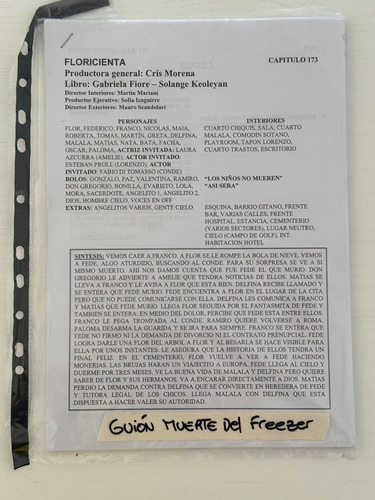 FLORICIENTA
CAPITULO 173
Productora general: Cris Morena
Libro: Gabriela Fiore – Solange Keoleyan
Director Interiores: Martín Mariani
Productor Ejecutivo: Sofía Iraguirre
Director Exteriores: Mauro Scandolari
PERSONAJES
FLOR, FEDERICO, FRANCO, NICOLAS, MAIA,
ROBERTA, TOMAS, MARTÍN, GRETA, DELFINA,
MALALA, MATIAS, NATA, BATA, FACHA,
OSCAR, PALOMA, ACTRIZ INVITADA: LAURA
AZCURRA (AMELIE), ACTOR INVITADO:
ESTEBAN PROLL (LORENZO), ACTOR
INVITADO: FABIO DI TOMASSO (CONDE)
BOLOS: GONZALO, PAZ, VALENTINA, RAMIRO,
DON GREGORIO, BONILLA, EVARISTO, LOLA,
MORA, SACERDOTE, ANGELITO 1, ANGELITO 2,
DIOS, HOMBRE CIELO, VOCES EN OFF
EXTRAS: ANGELITOS VARIOS, GENTE CIELO
INTERIORES
CUARTO CHIQUIS, SALA, CUARTO
MALALA, COMODIN SOTANO,
PLAYROOM, TAPON LORENZO,
CUARTO TRASTOS, ESCRITORIO
"LOS NIÑOS NO MUEREN"
"ASI SERA"
ESQUINA, BARRIO GITANO, FRENTE
BAR, VARIAS CALLES, FRENTE
HOSPITAL, ESTANCIA, CEMENTERIO
(VARIOS SECTORES), LUGAR NEUTRO,
CIELO (CAMPO DE GOLF), INT.
HABITACION HOTEL
SINTESIS: VEMOS CAER A FRANCO. A FLOR SE LE ROMPE LA BOLA DE NIEVE. VEMOS
A FEDE, ALGO ATURDIDO, BUSCANDO AL CONDE. PARA SU SORPRESA SE VE A SI
MISMO MUERTO. AHÍ NOS DAMOS CUENTA QUE FUE FEDE EL QUE MURIO. DON
GREGORIO LE ADVIERTE A AMELIE QUE TENDRA NOTICIAS DE ELLOS. MATIAS SE
LLEVA A FRANCO Y LE AVISA A FLOR QUE ESTA BIEN. DELFINA RECIBE LLAMADO Y
SE ENTERA QUE FEDE MURIO. FEDE ENCUENTRA A FLOR EN EL LUGAR DE LA CITA
PERO QUE NO PUEDE COMUNICARSE CON ELLA. DELFINA LES COMUNICA A FRANCO
Y MATIAS QUE FEDE MURIO. LLEGA FLOR SEGUIDA POR EL FANTASMITA DE FEDE Y
TAMBIEN SE ENTERA. EN MEDIO DEL DOLOR, PERCIBE QUE FEDE ESTA ENTRE ELLOS.
FRANCO LE PEGA TROMPADA AL CONDE. RAMIRO QUIERE VOLVERSE A ROMA.
PALOMA DESARMA LA GUARDIA Y SE IRA PARA SIEMPRE. FRANCO SE ENTERA QUE
FEDE NO FIRMO NI LA DEMANDA DE DIVORCIO NI EL CONTRATO PRENUPCIAL. FEDE
LOGRA DARLE UNA FLOR DEL ARBOL A FLOR Y AL BESARLA SE HACE VISIBLE PARA
ELLA POR UNOS INSTANTES. LE ASEGURA QUE LA HISTORIA DE ELLOS TENDRA UN
FINAL FELIZ. EN EL CEMENTERIO, FLOR VUELVE A VER A FEDE HACIENDO
MONERIAS. LAS BRUJAS HARAN UN VIAJECITO A EUROPA. FEDE LLEGA AL CIELO Y
DUERME POR TRES MESES. VE LA BUENA VIDA DE MALALA Y DELFINA PERO QUIERE
SABER DE FLOR Y SUS HERMANOS. VA A ENCARAR DIRECTAMENTE A DIOS. MATIAS
PERDIO LA DEMANDA CONTRA DELFINA QUE SE CONVIERTE EN HEREDERA DE FEDE
Y TUTORA LEGAL DE LOS CHICOS. LLEGA MALALA CON DELFINA QUE ESTA
DISPUESTA A HACER VALER SU AUTORIDAD.
GUIÓN MUERTE DEL Freezer